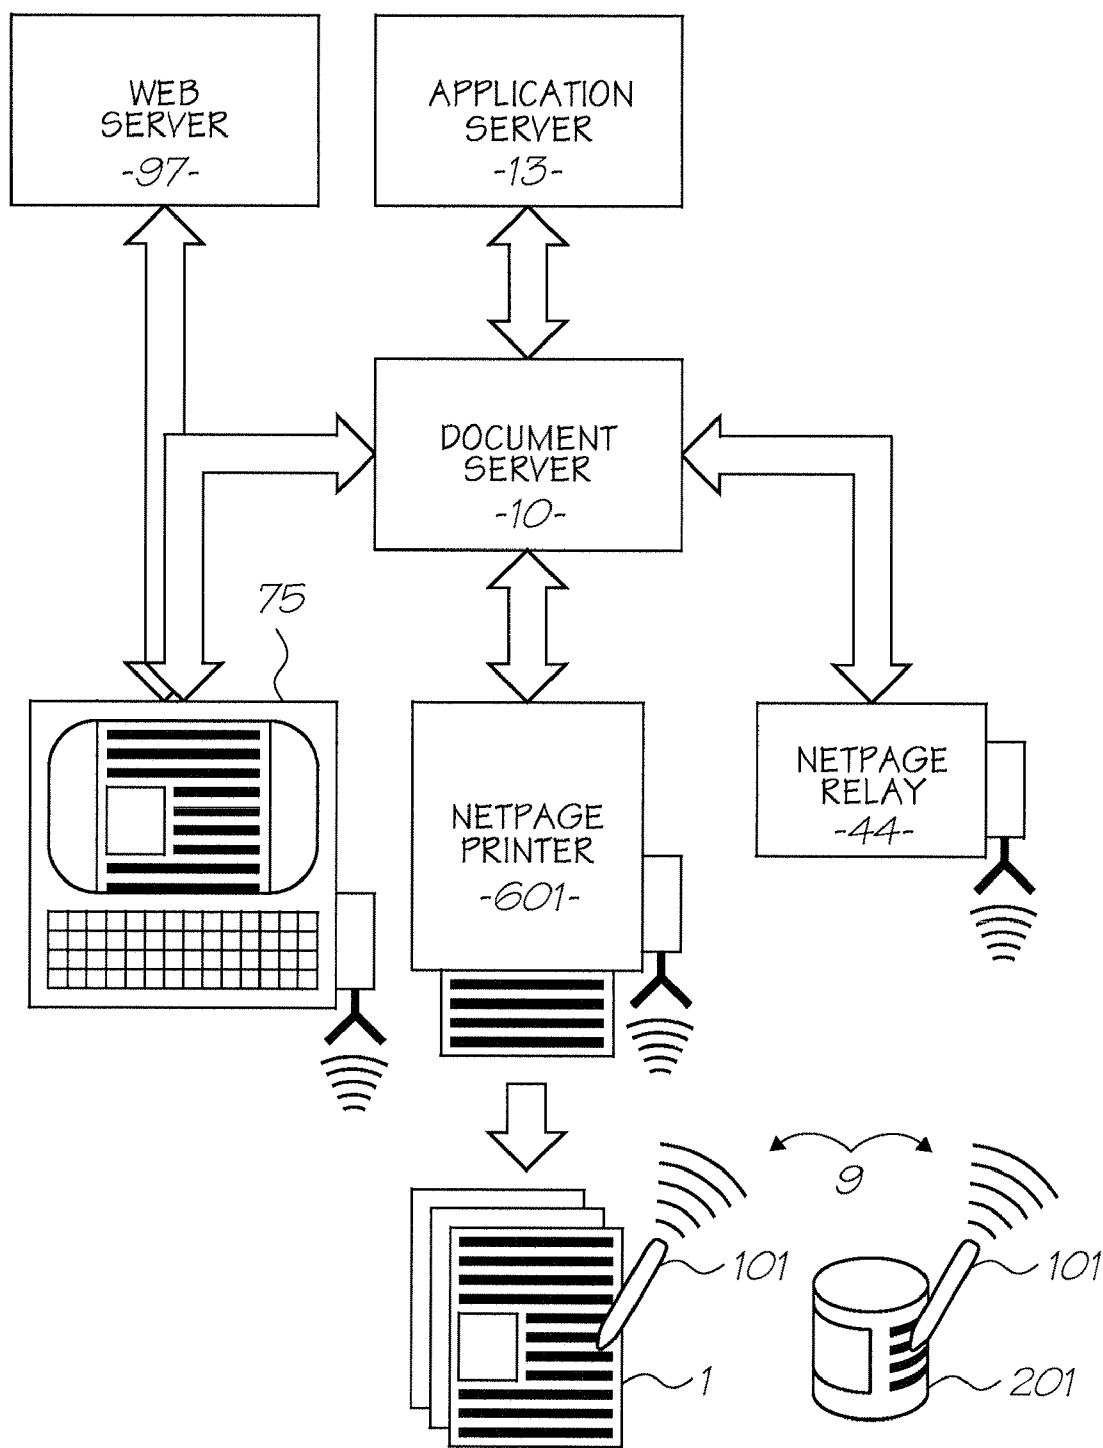 WEB
SERVER
-97-
APPLICATION
SERVER
-13-
DOCUMENT
SERVER
-10-
75
NETPAGE
PRINTER
-601-
NETPAGE
RELAY
-44-
9
101
101
1
201